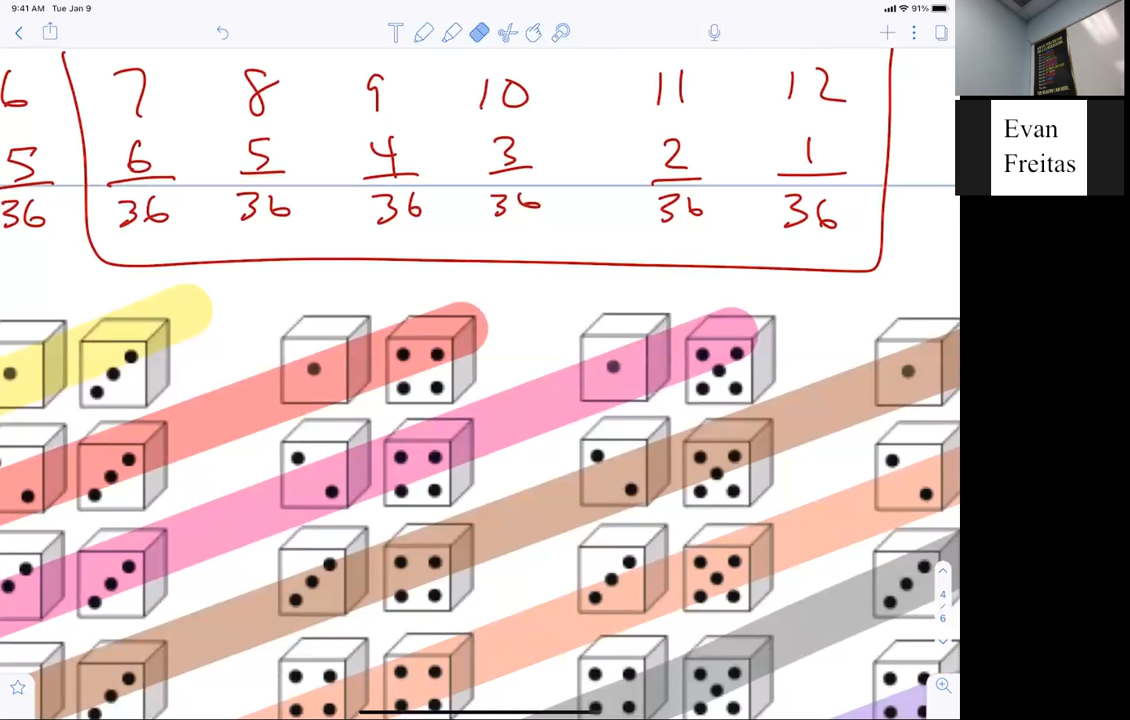 9:41 AM Tue Jan 9
91%
6 7 8 9 10 11 12
5/36 6/36 5/36 4/36 3/36 2/36 1/36
Evan
Freitas
4
6